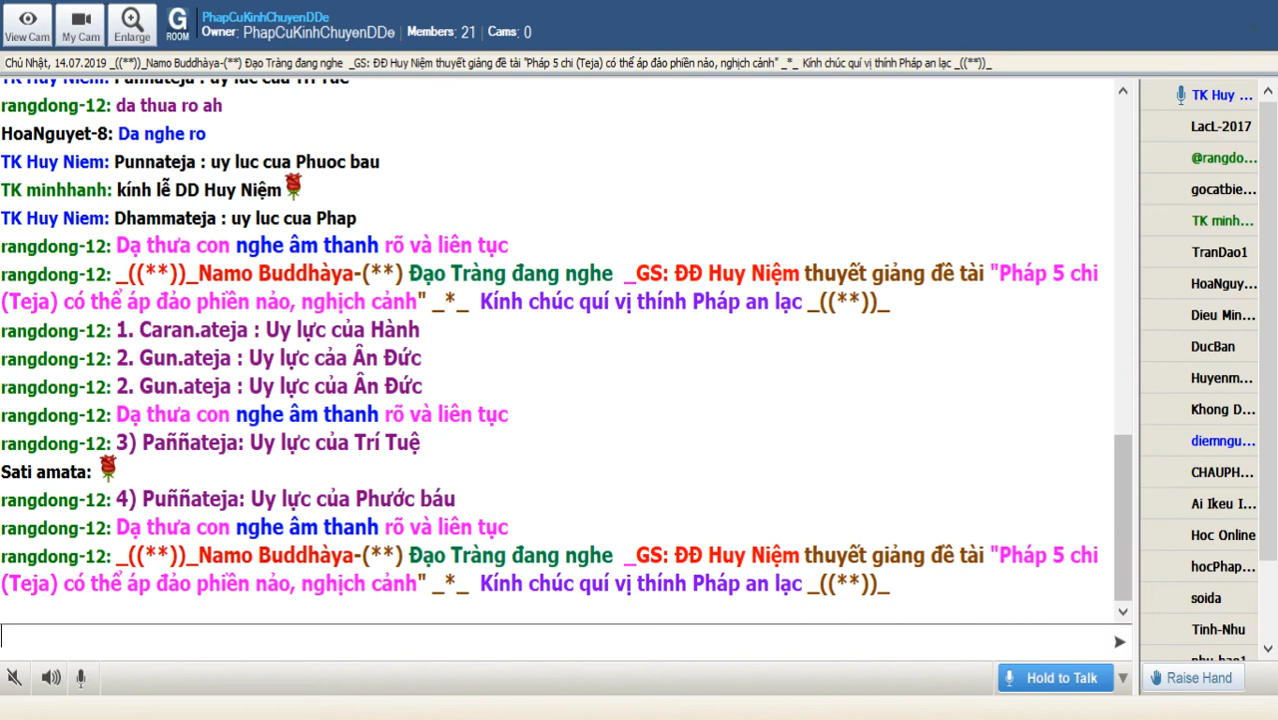 View Cam
My Cam
Enlarge
G
ROOM
PhapCuKinhChuyenDDe
Owner: PhapCuKinhChuyenDDe Members: 21 Cams: 0
Chủ Nhật, 14.07.2019 _((**))_Namo Buddhàya-(**) Đạo Tràng đang nghe _GS: ĐĐ Huy Niệm thuyết giảng đề tài "Pháp 5 chi (Teja) có thể áp đảo phiền nảo, nghịch cảnh" _*_ Kính chúc quí vị thính Pháp an lạc _((**))_
rangdong-12: da thua ro ah
HoaNguyet-8: Da nghe ro
TK Huy Niem: Punnateja : uy luc cua Phuoc bau
TK minhhanh: kính lễ DD Huy Niệm
TK Huy Niem: Dhammateja : uy luc cua Phap
rangdong-12: Dạ thưa con nghe âm thanh rõ và liên tục
rangdong-12: _((**))_Namo Buddhàya-(**) Đạo Tràng đang nghe _GS: ĐĐ Huy Niệm thuyết giảng đề tài "Pháp 5 chi
(Teja) có thể áp đảo phiền nảo, nghịch cảnh" _*_ Kính chúc quí vị thính Pháp an lạc _((**))_
rangdong-12: 1. Caran.ateja : Uy lực của Hành
rangdong-12: 2. Gun.ateja : Uy lực cảa Ân Đức
rangdong-12: 2. Gun.ateja : Uy lực của Ân Đức
rangdong-12: Dạ thưa con nghe âm thanh rõ và liên tục
rangdong-12: 3) Paññateja: Uy lực của Trí Tuệ
Sati amata:
rangdong-12: 4) Puññateja: Uy lực của Phước báu
rangdong-12: Dạ thưa con nghe âm thanh rõ và liên tục
rangdong-12: _((**))_Namo Buddhàya-(**) Đạo Tràng đang nghe _GS: ĐĐ Huy Niệm thuyết giảng đề tài "Pháp 5 chi
(Teja) có thể áp đảo phiền nảo, nghịch cảnh" _*_ Kính chúc quí vị thính Pháp an lạc _((**))_
Hold to Talk
TK Huy ...
LacL-2017
@rangdo...
gocatbie...
TK minh...
TranDao1
HoaNguy...
Dieu Min...
DucBan
Huyenm...
Khong D...
diemngu...
CHAUPH...
Ai Ikeu I...
Hoc Online
hocPhap...
soida
Tinh-Nhu
Raise Hand